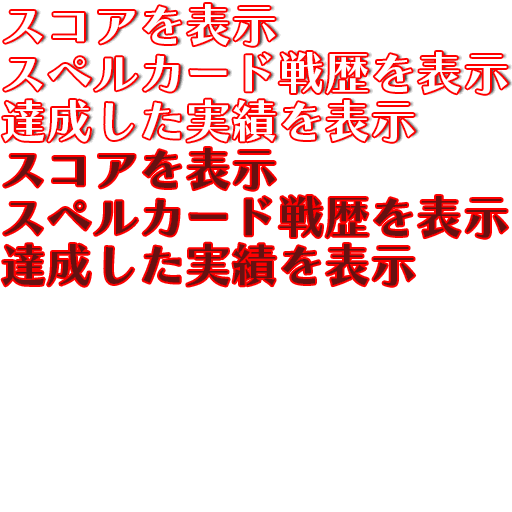 スコアを表示
スペルカード戦歴を表示
達成した実績を表示
スコアを表示
スペルカード戦歴を表示
達成した実績を表示